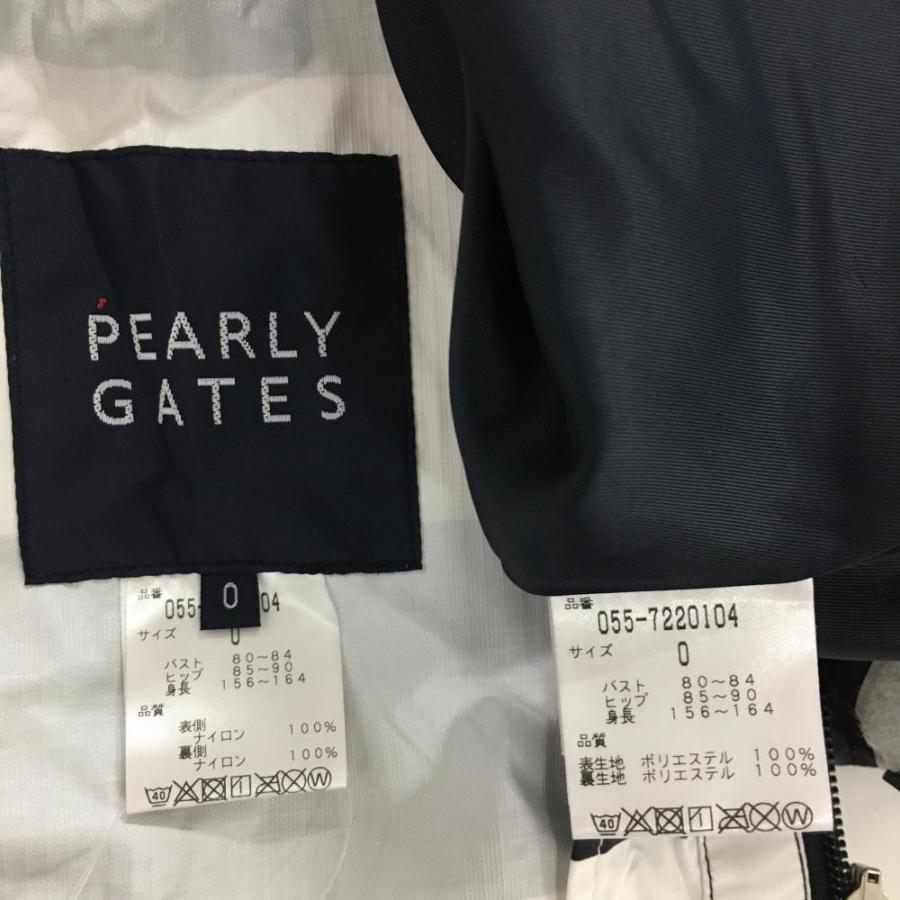 PEARLY
GATES
0
品番
055- 04
サイズ 0
バスト 80〜84
ヒップ 85〜90
身長 156〜164
品質
表側
ナイロン 100%
裏側
ナイロン 100%
40 W
品番
055-7220104
サイズ 0
バスト 80〜84
ヒップ 85〜90
身長 156〜164
品質
表生地 ポリエステル 100%
裏生地 ポリエステル 100%
40 W